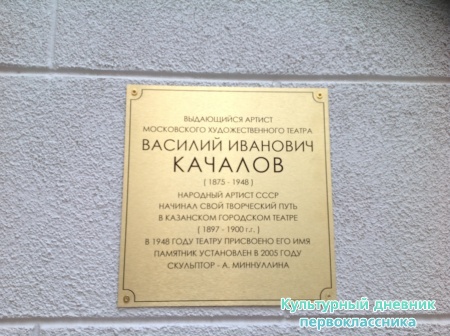 ВЫДАЮЩИЙСЯ АРТИСТ
МОСКОВСКОГО ХУДОЖЕСТВЕННОГО ТЕАТРА
ВАСИЛИЙ ИВАНОВИЧ
КАЧАЛОВ
( 1875 - 1948 )
НАРОДНЫЙ АРТИСТ СССР
НАЧИНАЛ СВОЙ ТВОРЧЕСКИЙ ПУТЬ
В КАЗАНСКОМ ГОРОДСКОМ ТЕАТРЕ
( 1897 - 1900 г.г. )
В 1948 ГОДУ ТЕАТРУ ПРИСВОЕНО ЕГО ИМЯ
ПАМЯТНИК УСТАНОВЛЕН В 2005 ГОДУ
СКУЛЬПТОР - А. МИННУЛЛИНА
Культурный дневник
первоклассника